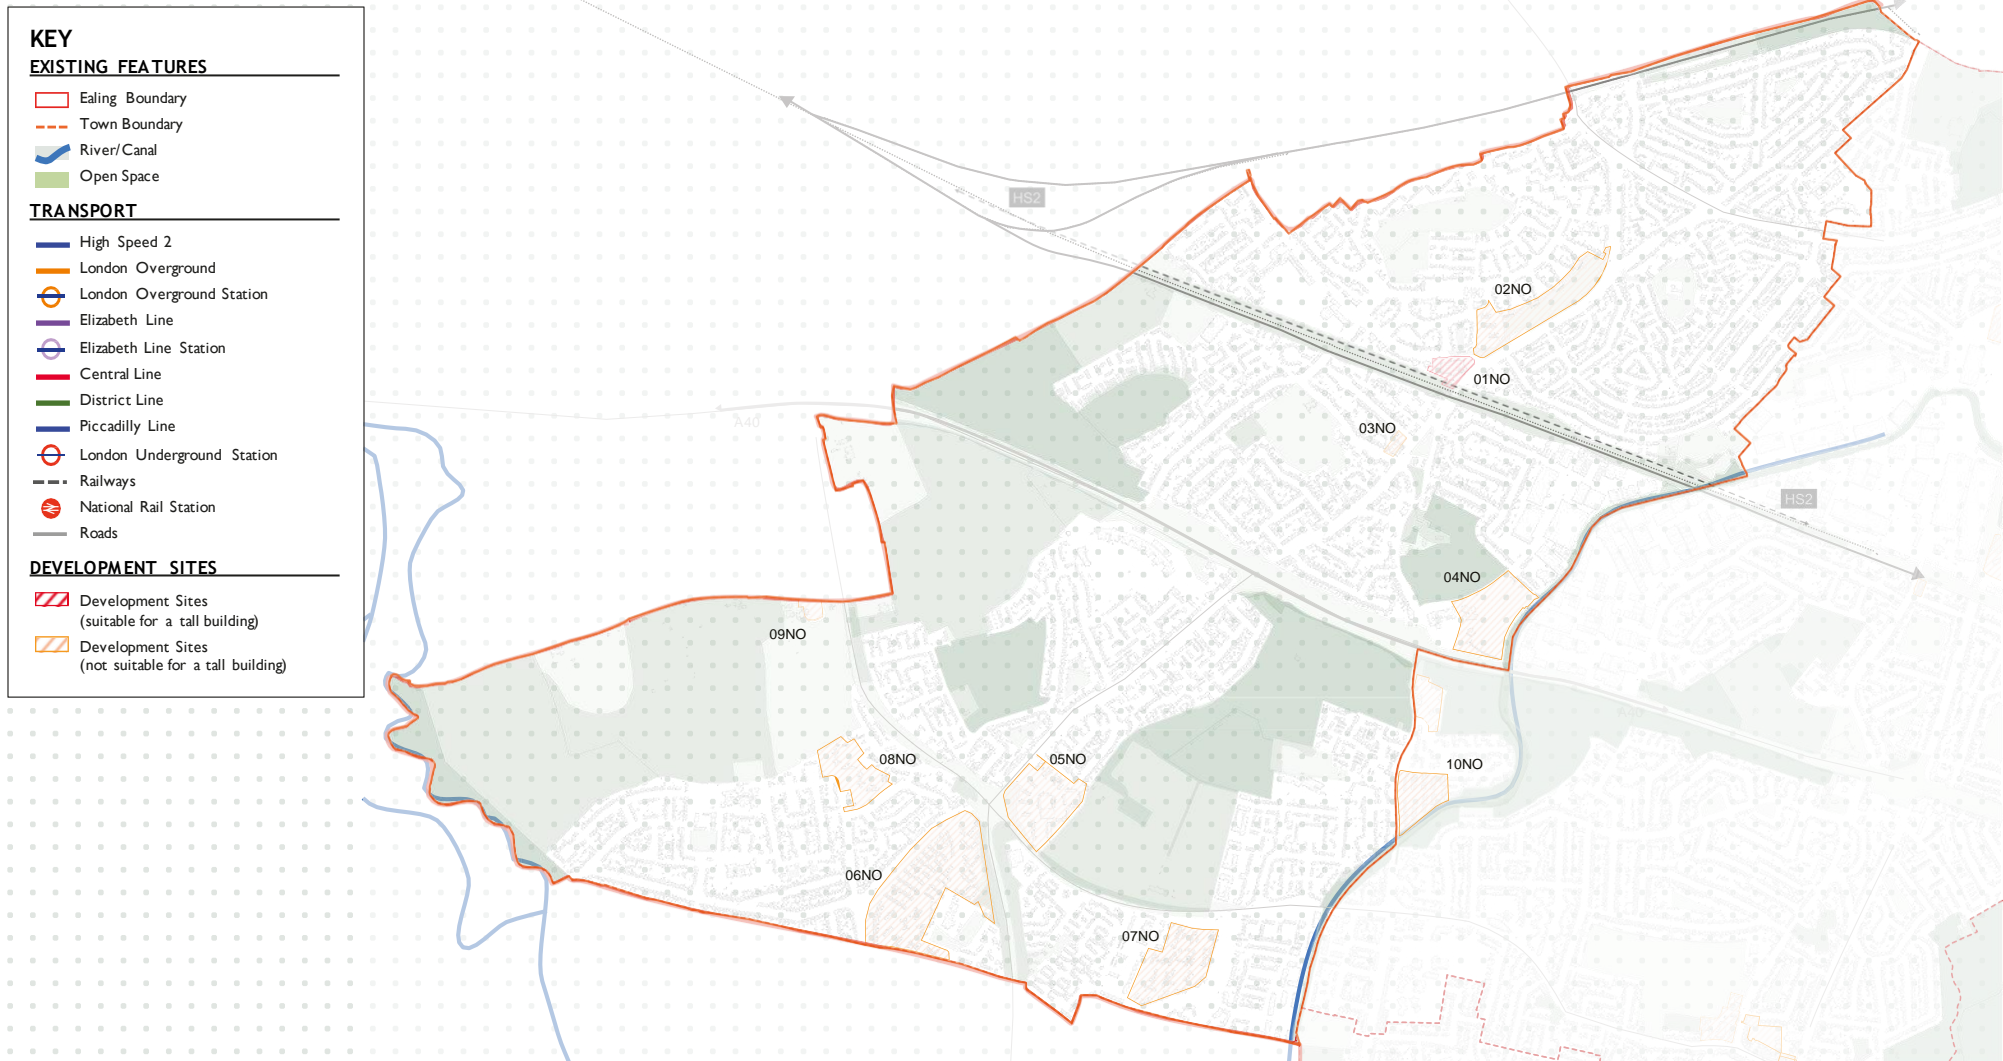 KEY
EXISTING FEATURES
Ealing Boundary
Town Boundary
River/Canal
Open Space
TRANSPORT
High Speed 2
London Overground
London Overground Station
Elizabeth Line
Elizabeth Line Station
Central Line
District Line
Piccadilly Line
London Underground Station
Railways
National Rail Station
Roads
DEVELOPMENT SITES
Development Sites
(suitable for a tall building)
Development Sites
(not suitable for a tall building)
HS2
02NO
01NO
A40
03NO
HS2
04NO
09NO
08NO
05NO
10NO
06NO
07NO